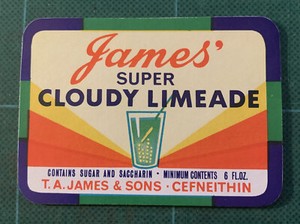 James'
SUPER
CLOUDY LIMEADE
CONTAINS SUGAR AND SACCHARIN · MINIMUM CONTENTS 6 FL.OZ.
T. A. JAMES & SONS · CEFNEITHIN